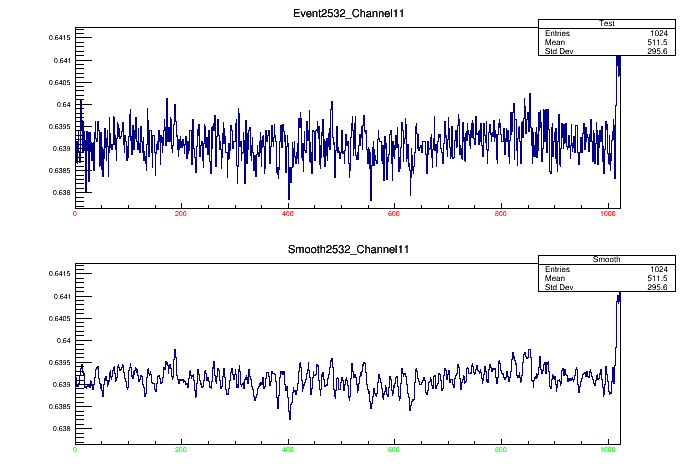 Event2532_Channel11
Test
Entries 1024
Mean 511.5
Std Dev 295.6
0.6415
0.641
0.6405
0.64
0.6395
0.639
0.6385
0.638
0 200 400 600 800 1000
Smooth2532_Channel11
Smooth
Entries 1024
Mean 511.5
Std Dev 295.6
0.6415
0.641
0.6405
0.64
0.6395
0.639
0.6385
0.638
0 200 400 600 800 1000